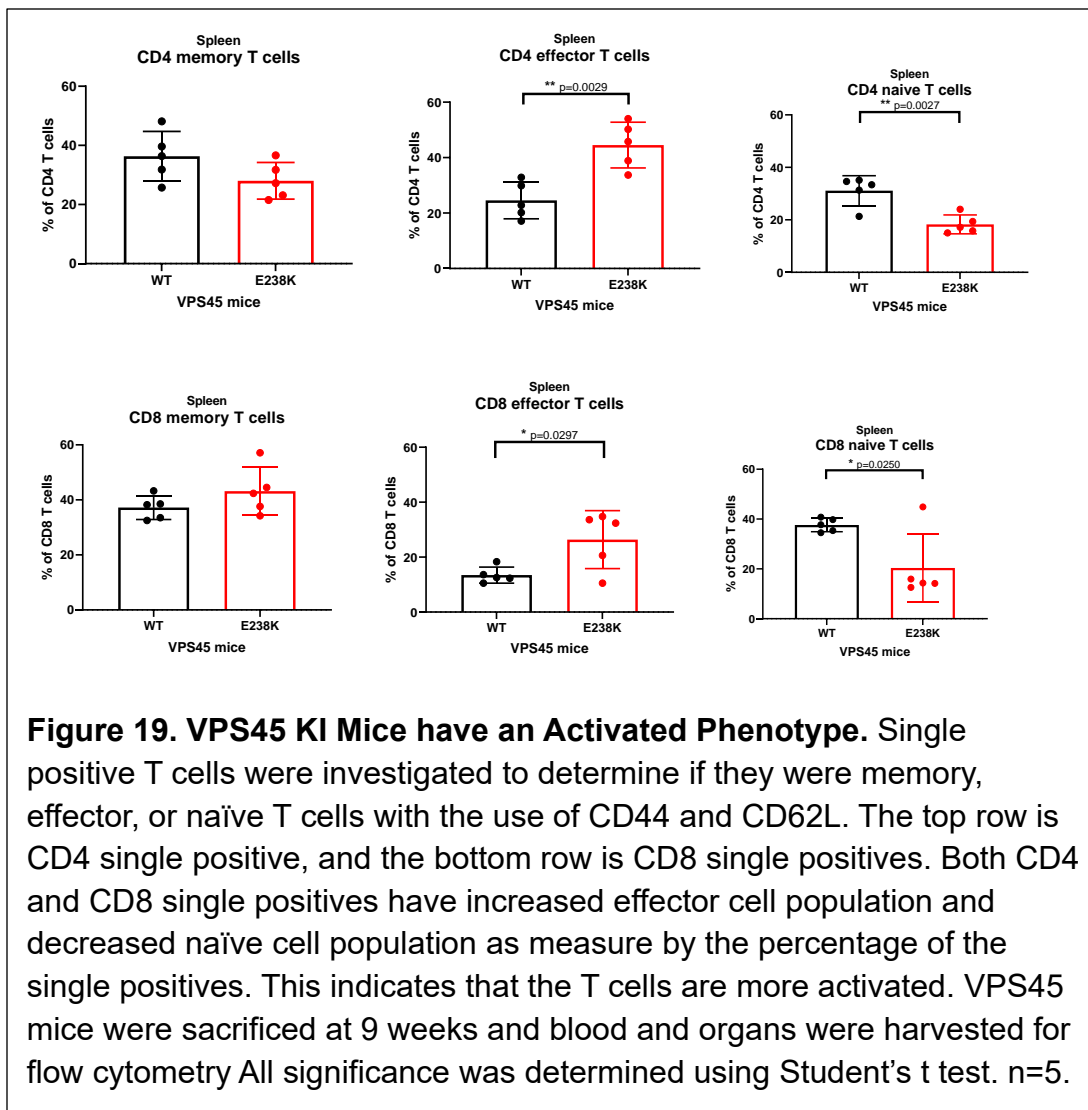 Spleen
CD4 memory T cells
% of CD4 T cells
60
40
20
0
WT
E238K
VPS45 mice
Spleen
CD4 effector T cells
** p=0.0029
% of CD4 T cells
60
40
20
0
WT
E238K
VPS45 mice
Spleen
CD4 naive T cells
** p=0.0027
% of CD4 T cells
60
40
20
0
WT
E238K
VPS45 mice
Spleen
CD8 memory T cells
% of CD8 T cells
60
40
20
0
WT
E238K
VPS45 mice
Spleen
CD8 effector T cells
* p=0.0297
% of CD8 T cells
60
40
20
0
WT
E238K
VPS45 mice
Spleen
CD8 naive T cells
* p=0.0250
% of CD8 T cells
60
40
20
0
WT
E238K
VPS45 mice
Figure 19. VPS45 KI Mice have an Activated Phenotype. Single
positive T cells were investigated to determine if they were memory,
effector, or naïve T cells with the use of CD44 and CD62L. The top row is
CD4 single positive, and the bottom row is CD8 single positives. Both CD4
and CD8 single positives have increased effector cell population and
decreased naïve cell population as measure by the percentage of the
single positives. This indicates that the T cells are more activated. VPS45
mice were sacrificed at 9 weeks and blood and organs were harvested for
flow cytometry All significance was determined using Student’s t test. n=5.